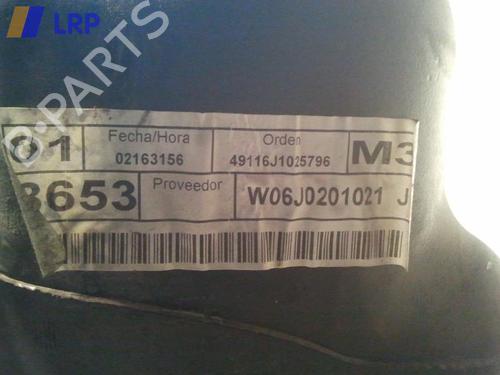 LRP
B-PARTS
01 Fecha/Hora Orden M3
02163156 49116J1025796
3653 Proveedor W06J0201021 J